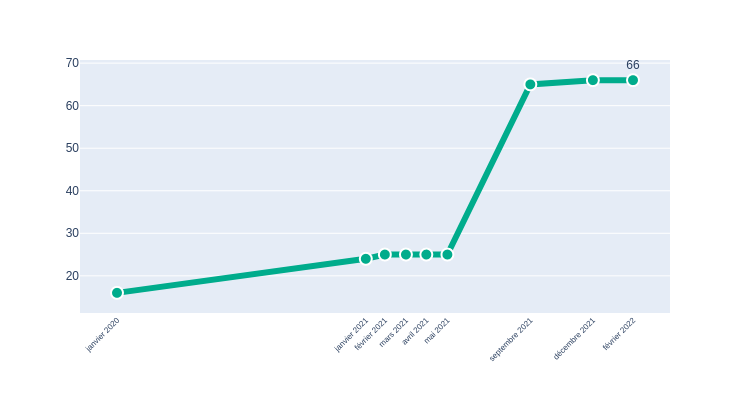 70
66
60
50
40
30
20
janvier 2020
janvier 2021
février 2021
mars 2021
avril 2021
mai 2021
septembre 2021
décembre 2021
février 2022